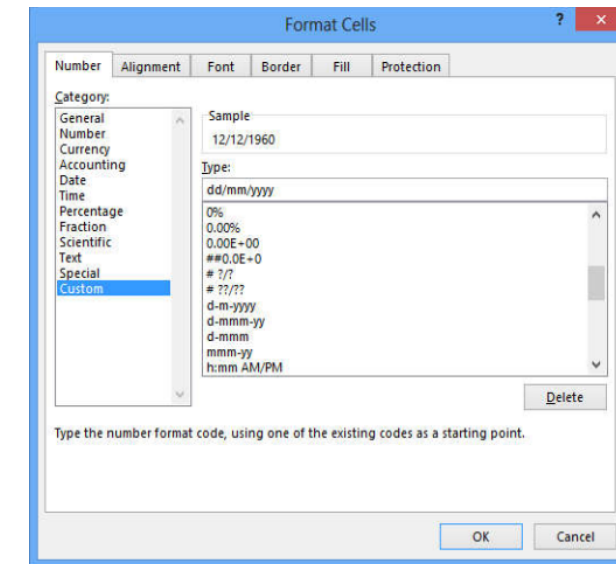 Format Cells
?
×
Number Alignment Font Border Fill Protection
Category:
General
Number
Currency
Accounting
Date
Time
Percentage
Fraction
Scientific
Text
Special
Custom
Sample
12/12/1960
Type:
dd/mm/yyyy
0%
0.00%
0.00E+00
##0.0E+0
# ?/?
# ??/??
d-m-yyyy
d-mmm-yy
d-mmm
mmm-yy
h:mm AM/PM
Delete
Type the number format code, using one of the existing codes as a starting point.
OK Cancel